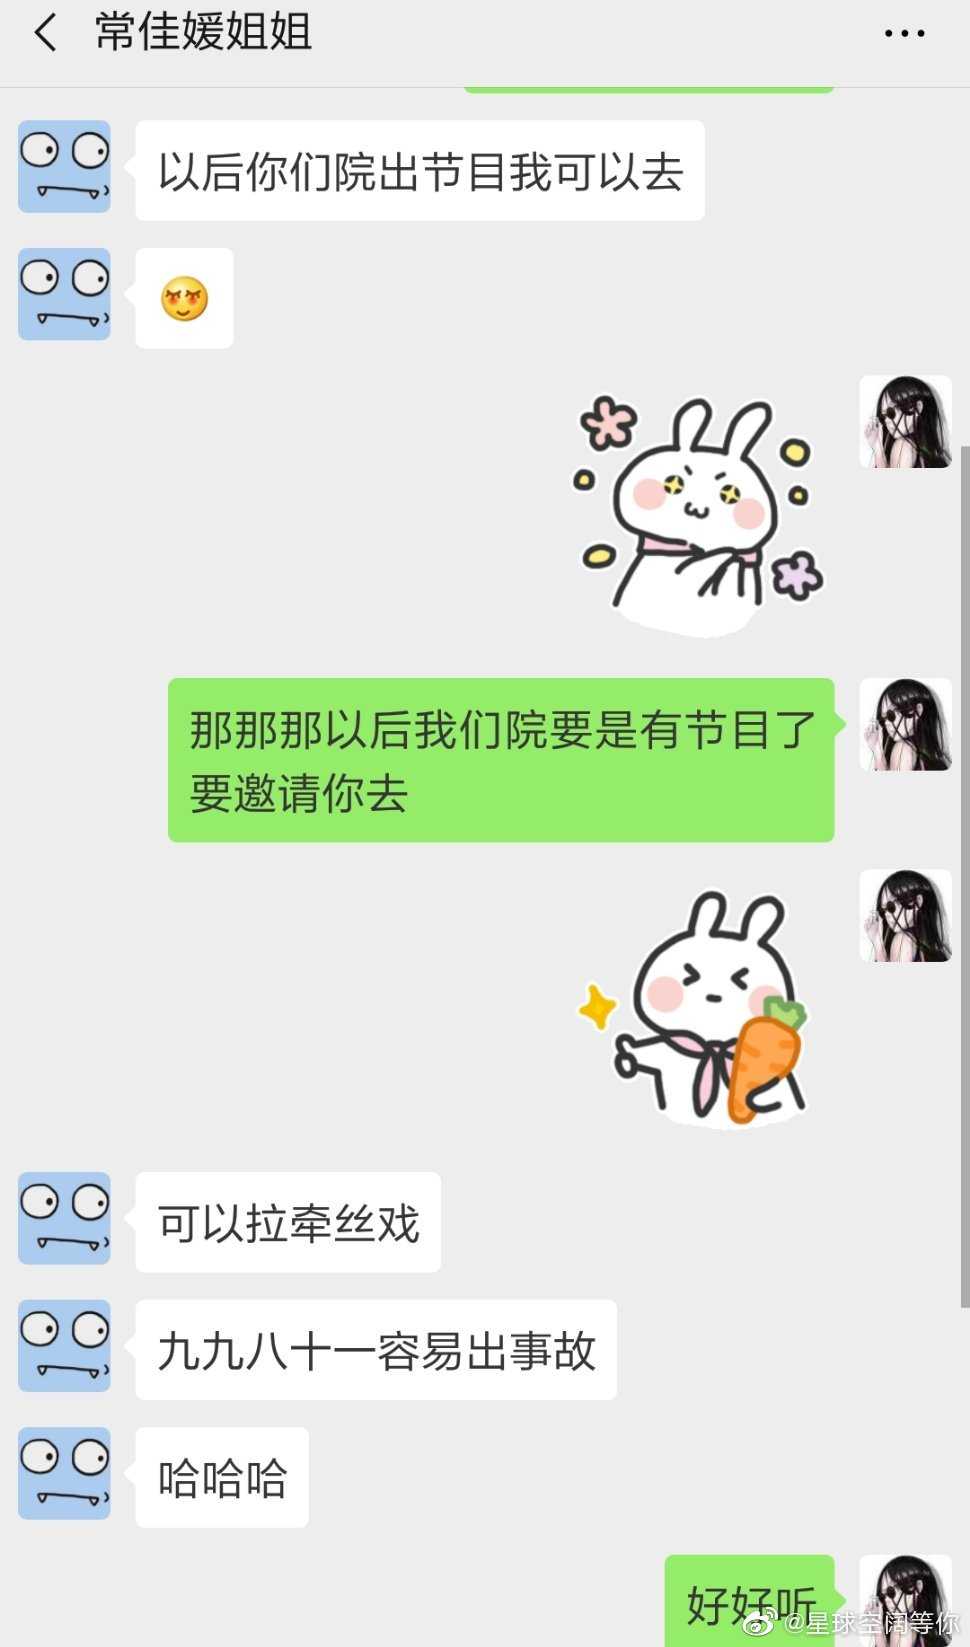 常佳媛姐姐
以后你们院出节目我可以去
那那那以后我们院要是有节目了
要邀请你去
可以拉牵丝戏
九九八十一容易出事故
哈哈哈
好好听
@星球空阔等你